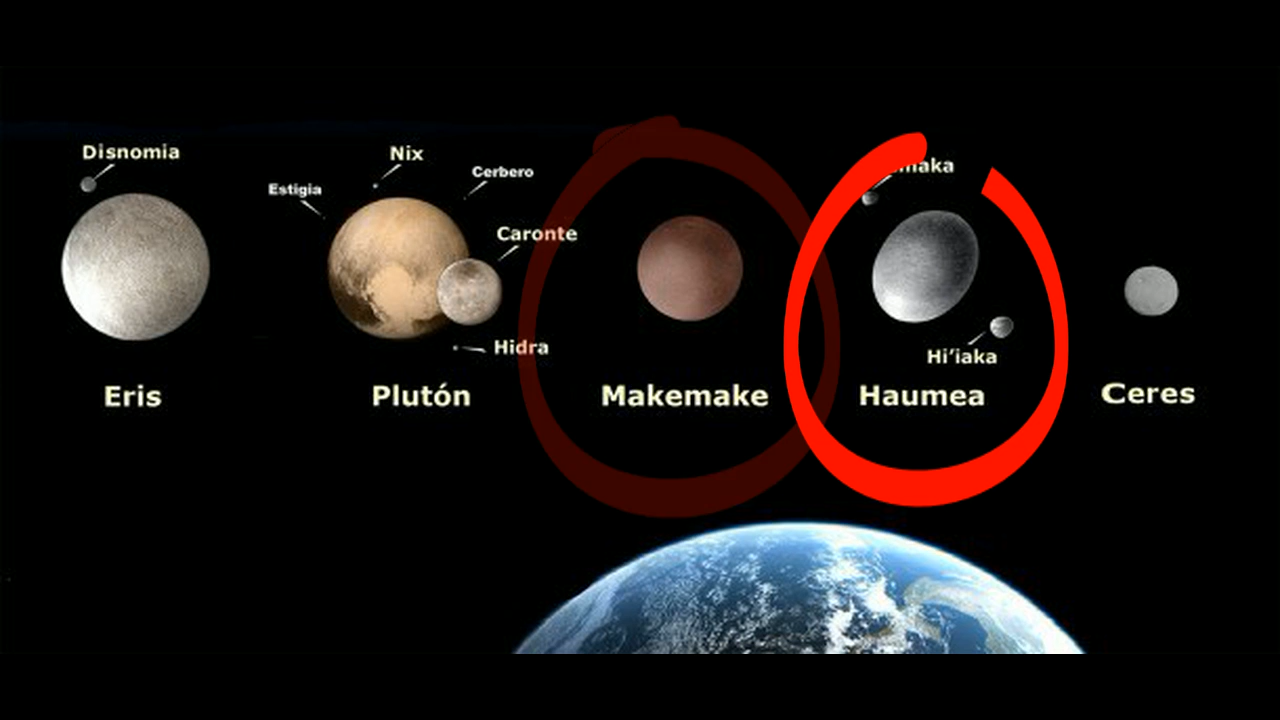 Disnomia
Nix
Cerbero
Estigia
Caronte
Hidra
Hi'iaka
Eris
Plutón
Makemake
Haumea
Ceres